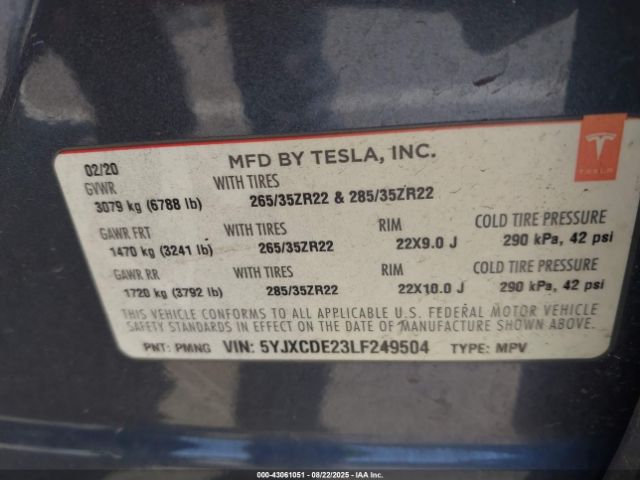 02/20 MFD BY TESLA, INC.
TESLA
GVWR WITH TIRES
3079 kg (6788 lb) 265/35ZR22 & 285/35ZR22
GAWR FRT WITH TIRES RIM COLD TIRE PRESSURE
1470 kg (3241 lb) 265/35ZR22 22X9.0 J 290 kPa, 42 psi
GAWR RR WITH TIRES RIM COLD TIRE PRESSURE
1720 kg (3792 lb) 285/35ZR22 22X10.0 J 290 kPa, 42 psi
THIS VEHICLE CONFORMS TO ALL APPLICABLE U.S. FEDERAL MOTOR VEHICLE
SAFETY STANDARDS IN EFFECT ON THE DATE OF MANUFACTURE SHOWN ABOVE.
PNT: PMNG VIN: 5YJXCDE23LF249504 TYPE: MPV
000-43061051 - 08/22/2025 - IAA Inc.